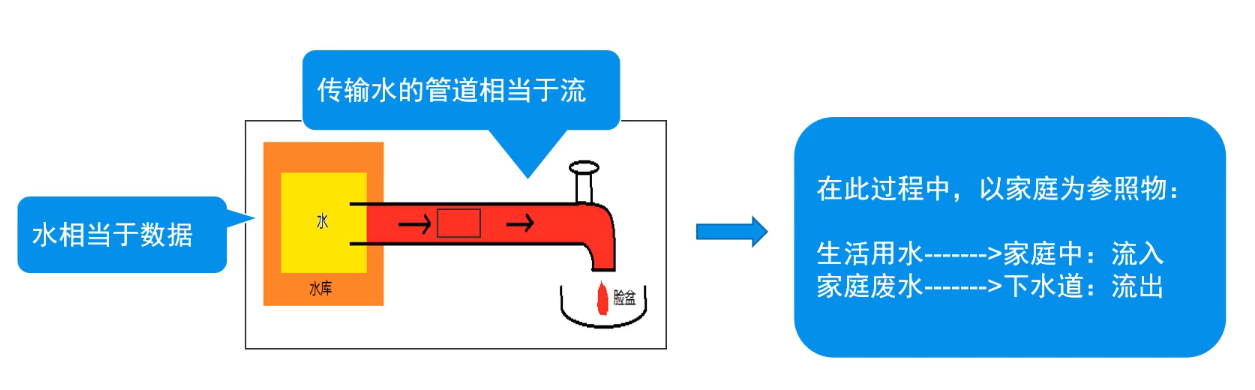 传输水的管道相当于流
水相当于数据
水
水库
脸盆
在此过程中，以家庭为参照物：
生活用水------->家庭中：流入
家庭废水------->下水道：流出